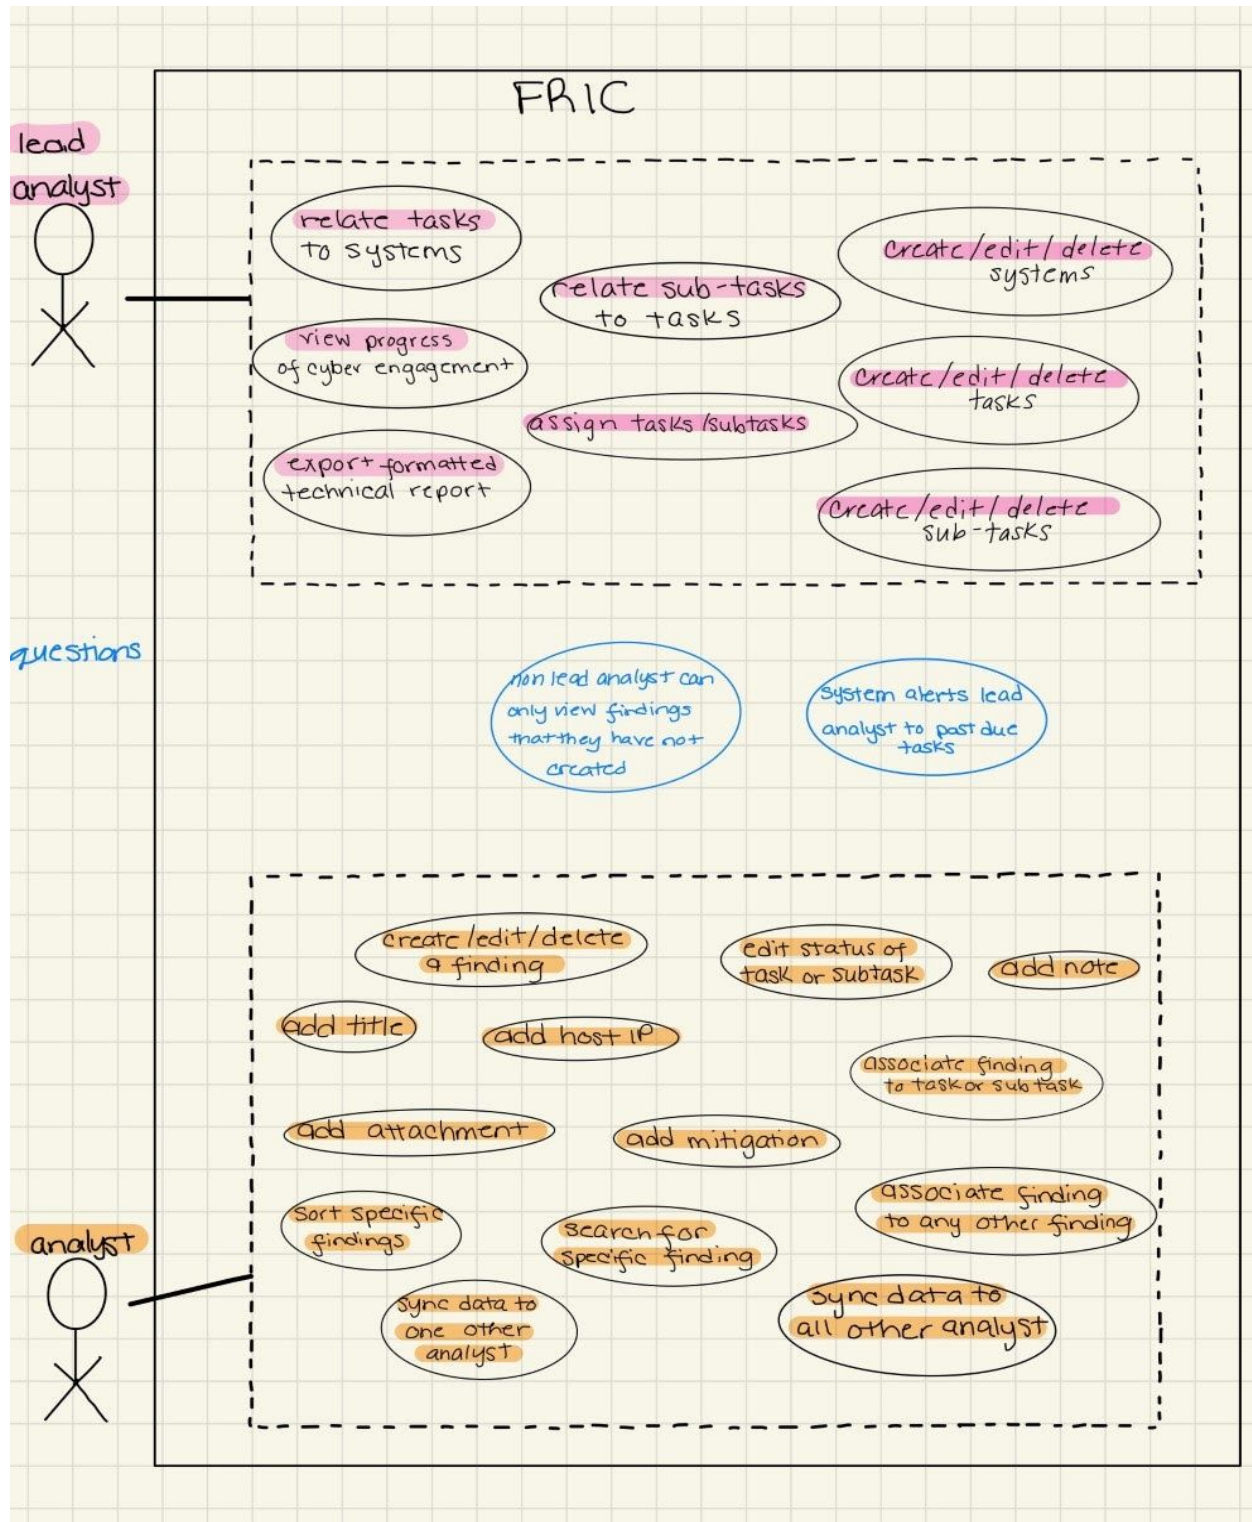 FRIC
lead
analyst
relate tasks
to systems
relate sub-tasks
to tasks
create/edit/delete
systems
view progress
of cyber engagement
create/edit/delete
tasks
assign tasks/subtasks
export formatted
technical report
create/edit/delete
sub-tasks
questions
non lead analyst can
only view findings
that they have not
created
system alerts lead
analyst to past due
tasks
create/edit/delete
a finding
edit status of
task or subtask
add note
add title
add host IP
associate finding
to task or sub task
add attachment
add mitigation
associate finding
to any other finding
sort specific
findings
search for
specific finding
analyst
sync data to
one other
analyst
sync data to
all other analyst